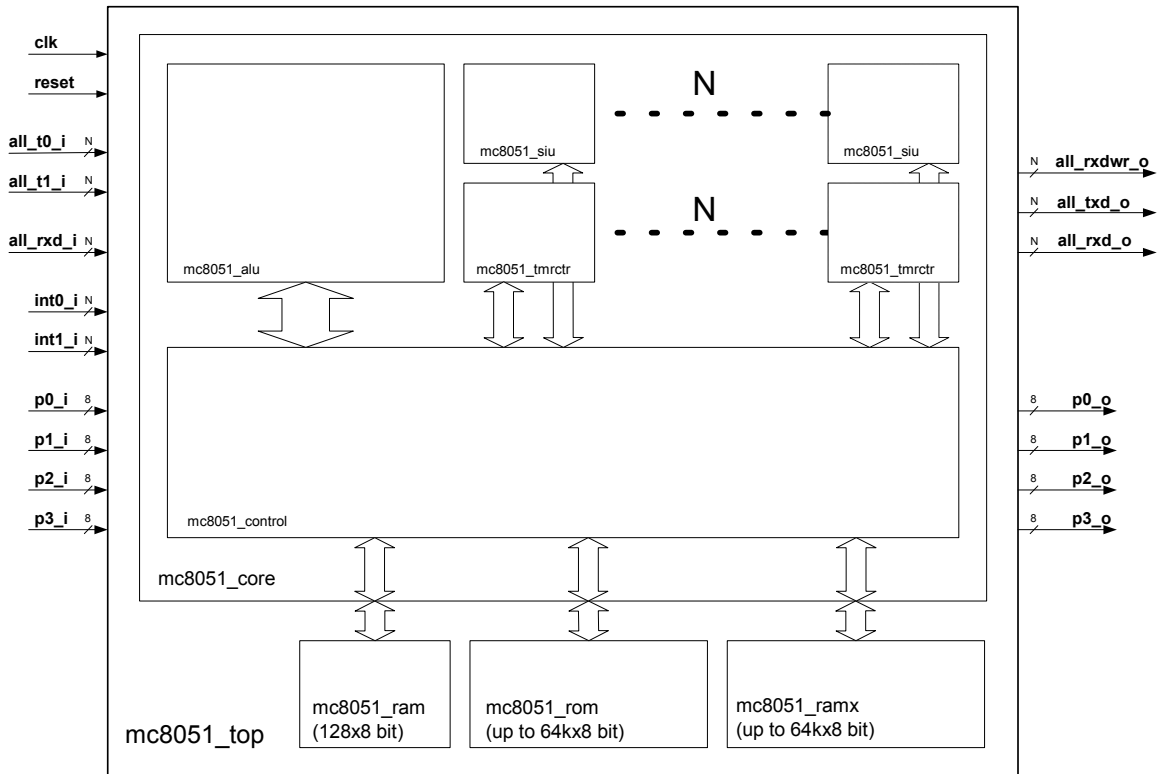 clk
reset
all_t0_i N
all_t1_i N
all_rxd_i N
int0_i N
int1_i N
p0_i 8
p1_i 8
p2_i 8
p3_i 8
mc8051_alu
mc8051_siu
N
mc8051_siu
mc8051_tmrctr
N
mc8051_tmrctr
mc8051_control
mc8051_core
mc8051_ram
(128x8 bit)
mc8051_rom
(up to 64kx8 bit)
mc8051_ramx
(up to 64kx8 bit)
mc8051_top
N all_rxdwr_o
N all_txd_o
N all_rxd_o
8 p0_o
8 p1_o
8 p2_o
8 p3_o